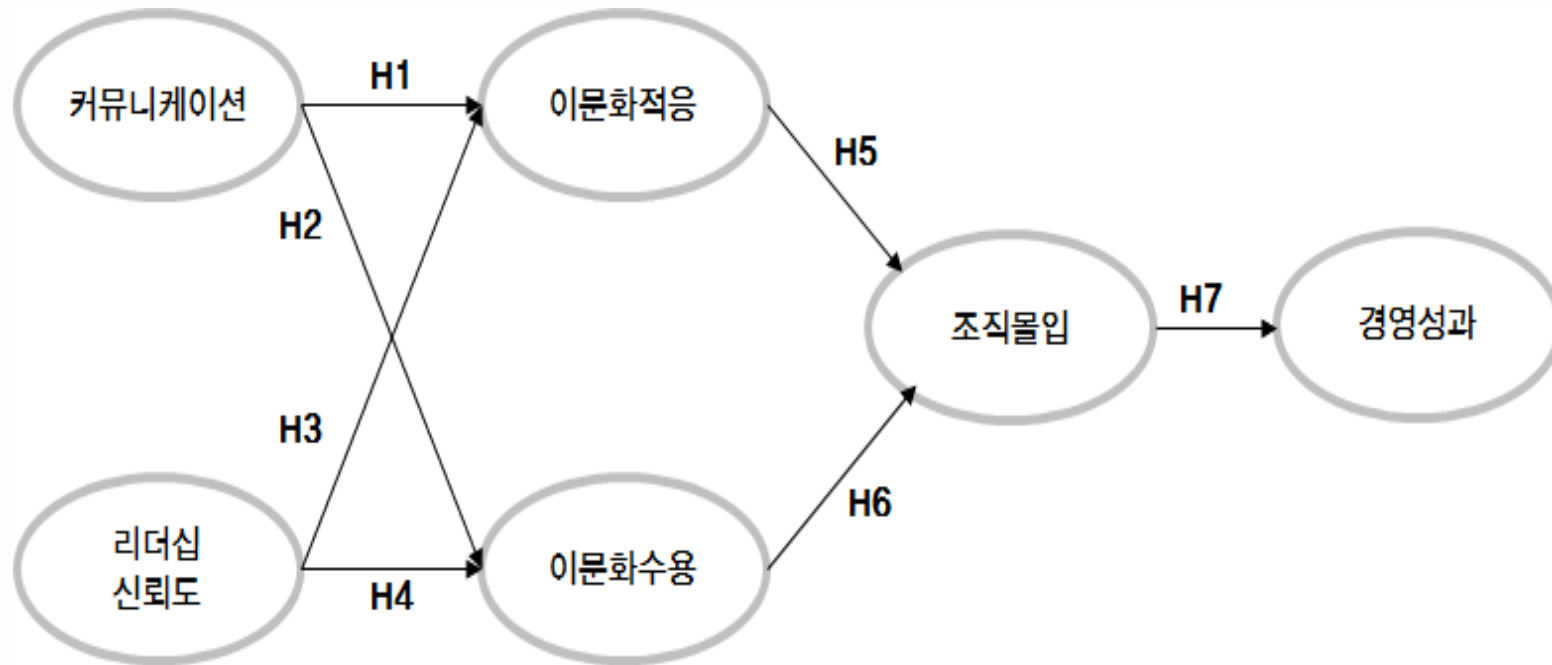 커뮤니케이션
H1
이문화적응
H5
H2
조직몰입
H7
경영성과
H3
H6
리더십
신뢰도
H4
이문화수용